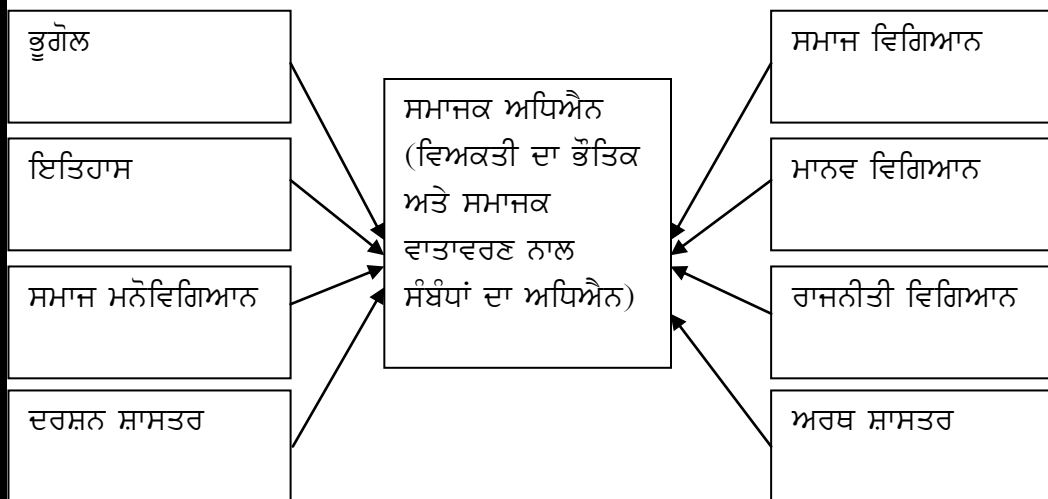 ਭੂਗੋਲ
ਇਤਿਹਾਸ
ਸਮਾਜ ਮਨੋਵਿਗਿਆਨ
ਦਰਸ਼ਨ ਸ਼ਾਸਤਰ
ਸਮਾਜਕ ਅਧਿਐਨ
(ਵਿਅਕਤੀ ਦਾ ਭੌਤਿਕ
ਅਤੇ ਸਮਾਜਕ
ਵਾਤਾਵਰਣ ਨਾਲ
ਸੰਬੰਧਾਂ ਦਾ ਅਧਿਐਨ)
ਸਮਾਜ ਵਿਗਿਆਨ
ਮਾਨਵ ਵਿਗਿਆਨ
ਰਾਜਨੀਤੀ ਵਿਗਿਆਨ
ਅਰਥ ਸ਼ਾਸਤਰ